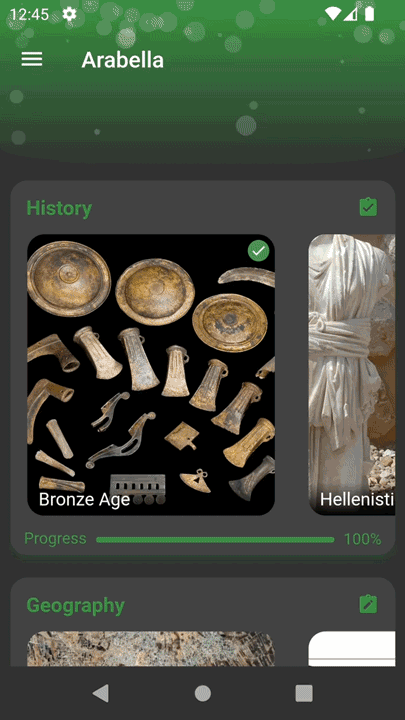 12:45
Arabella
History
Bronze Age
Hellenisti
Progress
100%
Geography